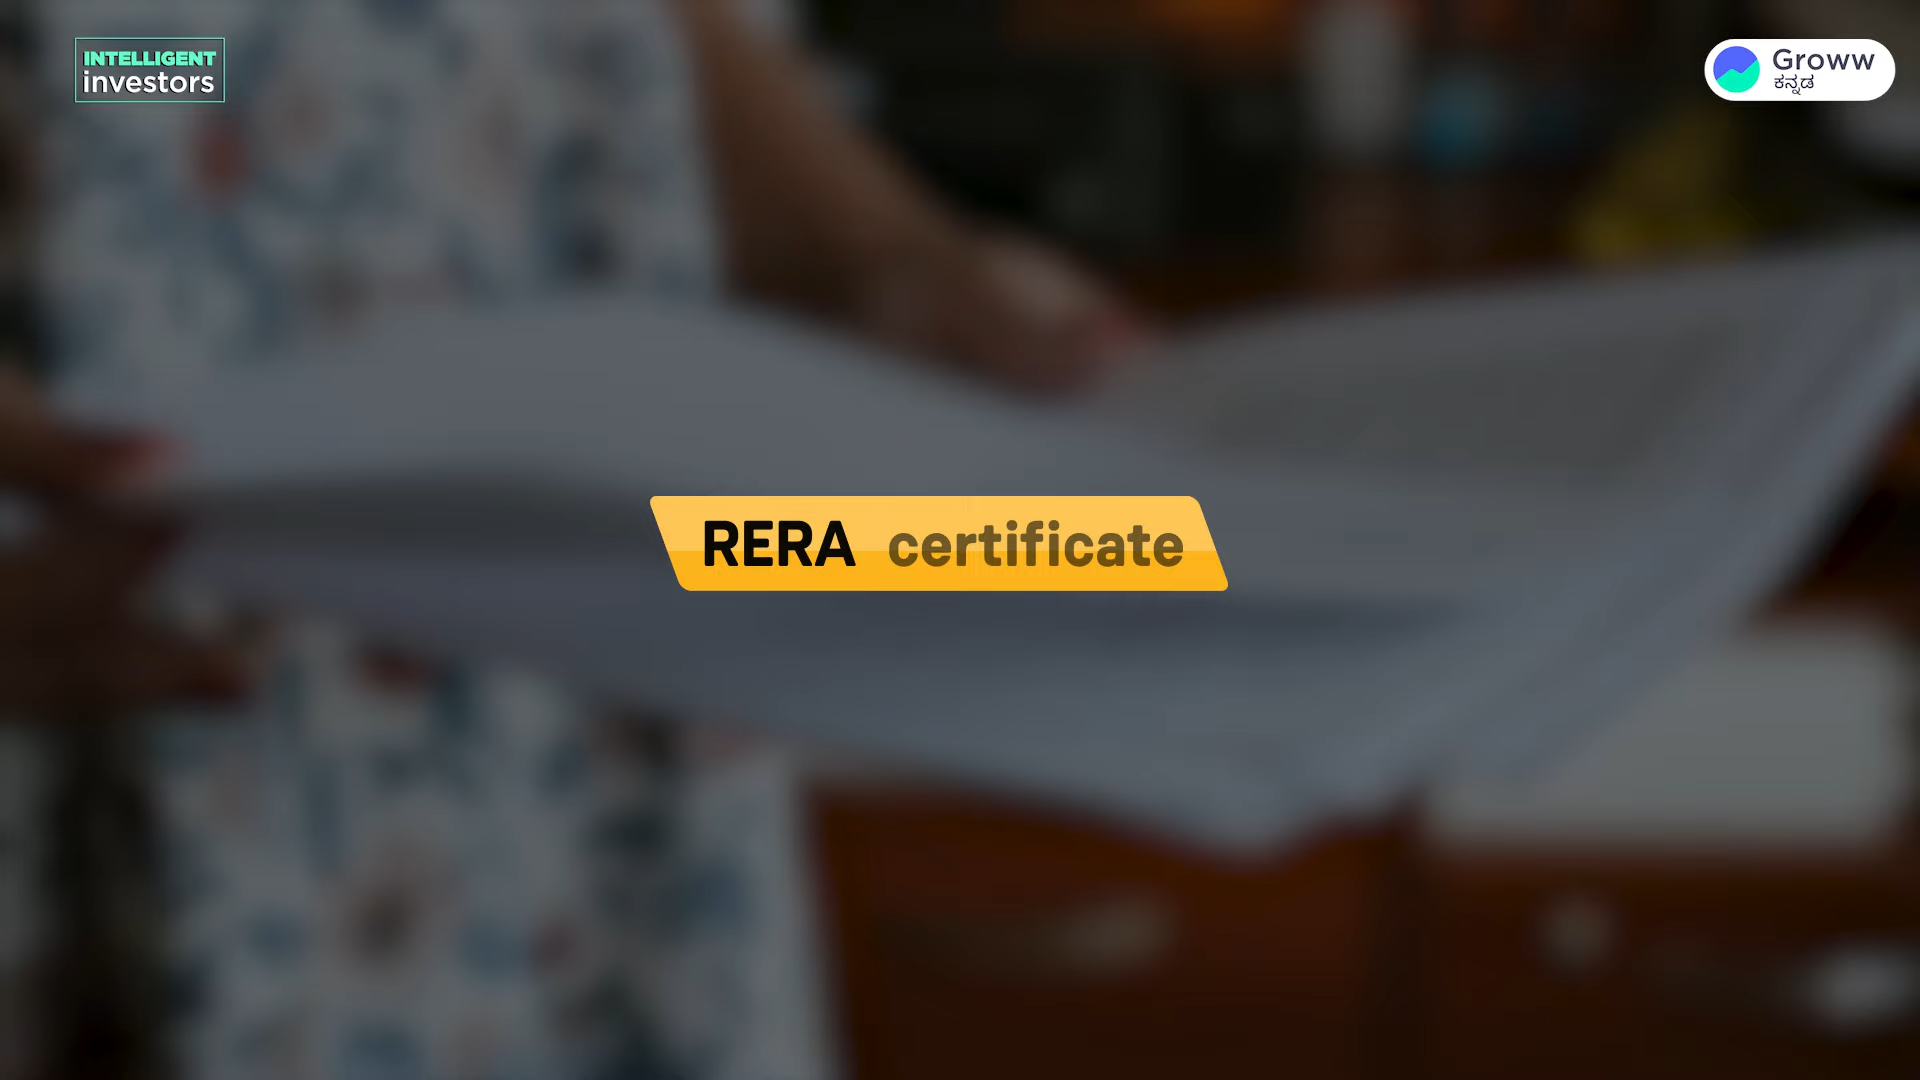 INTELLIGENT
investors
Groww
ಕನ್ನಡ
RERA certificate